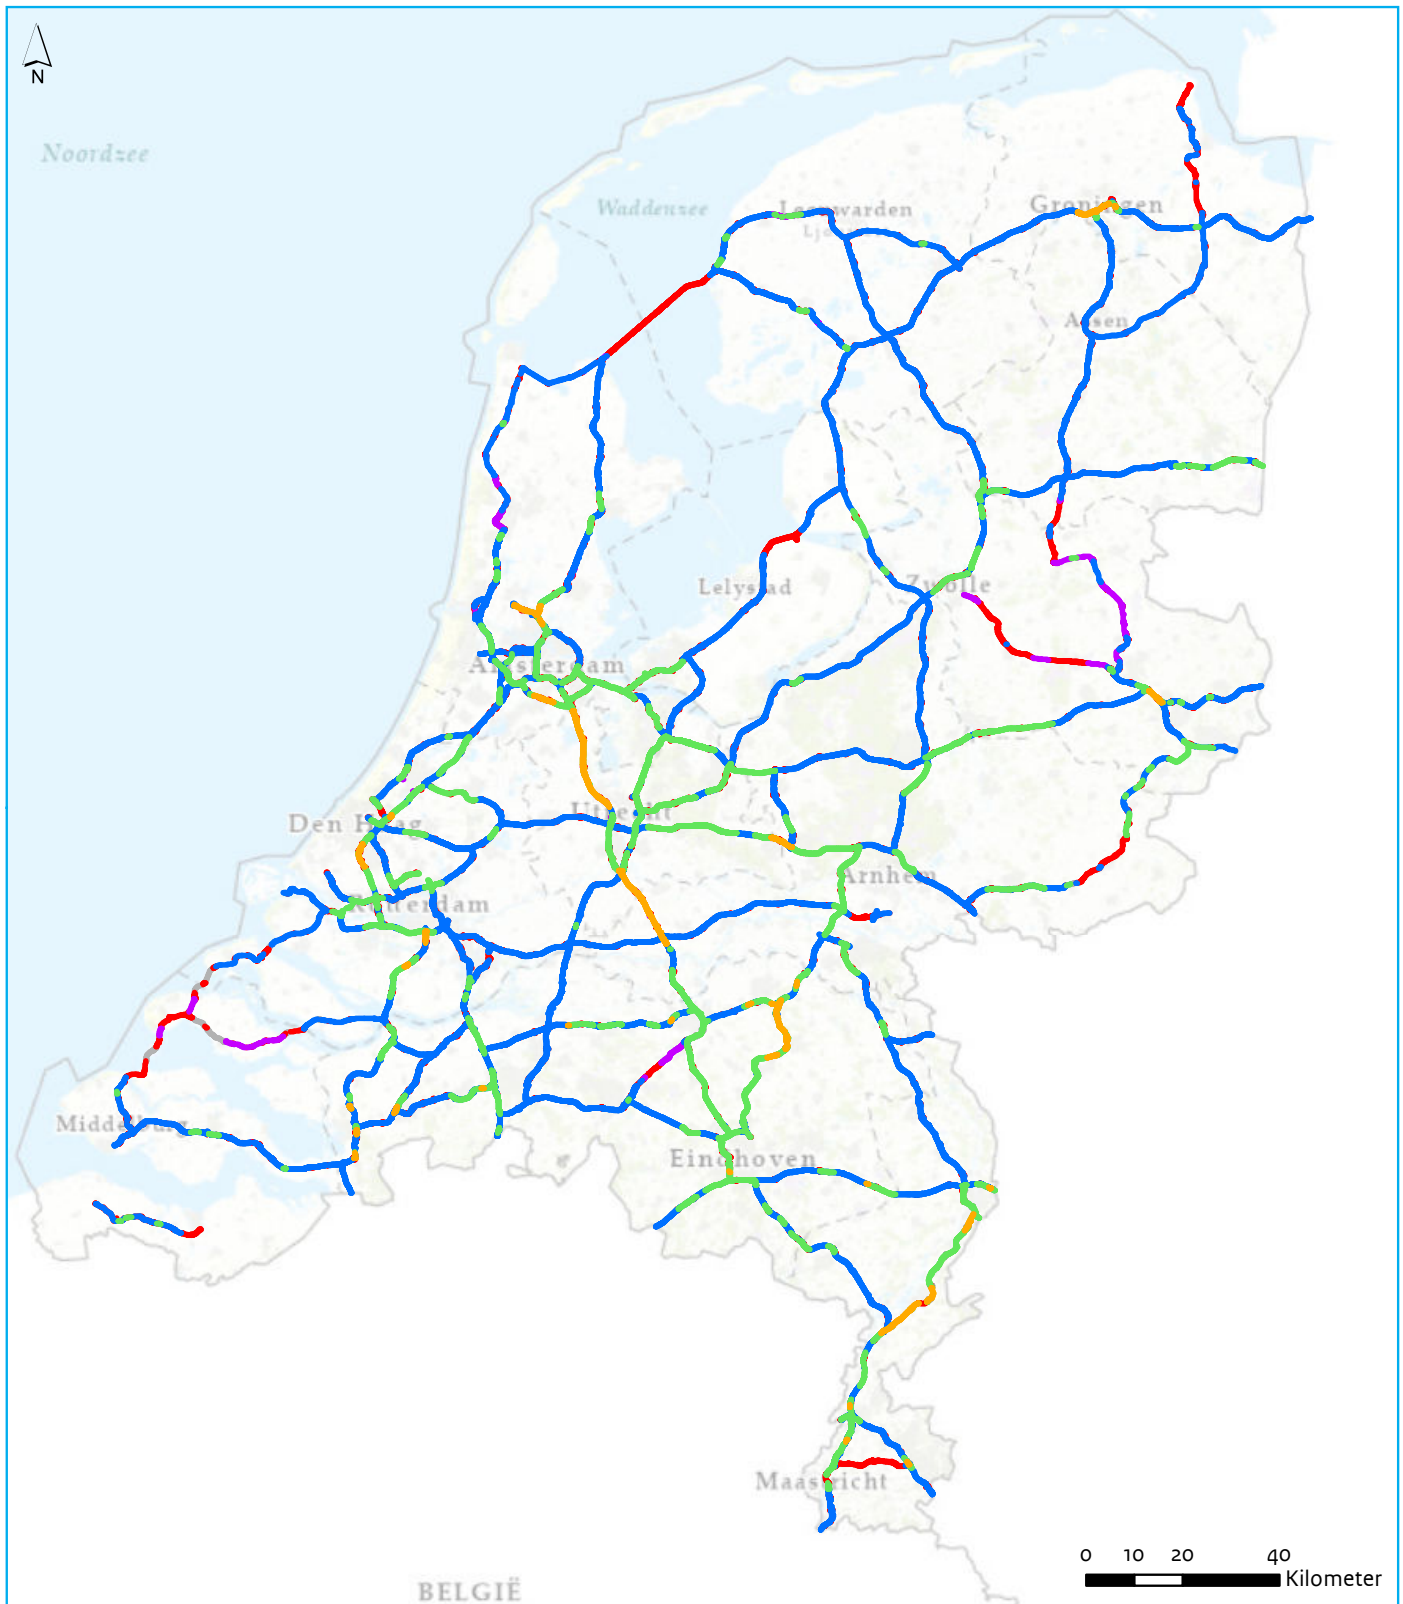 N
Noordzee
Waddenzee
Leeuwarden
Groningen
Assen
Lelystad
Zwolle
Amsterdam
Den Haag
Utrecht
Arnhem
Rotterdam
Middelburg
Eindhoven
Maastricht
BELGIË
0 10 20 40
Kilometer